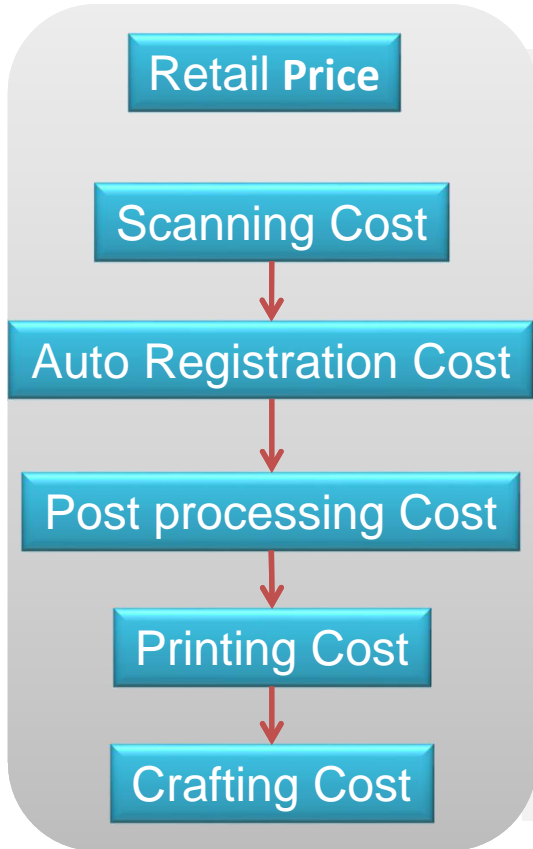 Retail Price
Scanning Cost
Auto Registration Cost
Post processing Cost
Printing Cost
Crafting Cost